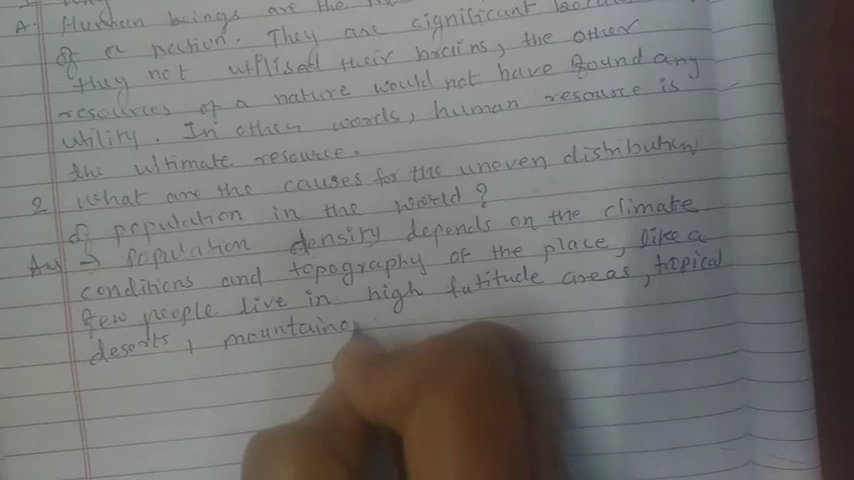 A. Human beings are the
of a nation. They are significant
they not utilised their brains, the other
resources of a nature would not have found any
utility. In other words, human resource is
the ultimate resource.
2 What are the causes for the uneven distribution
of population in the world?
Ans → Population density depends on the climate
conditions and topography of the place, like a
few people live in high latitude areas, tropical
deserts, mountaino